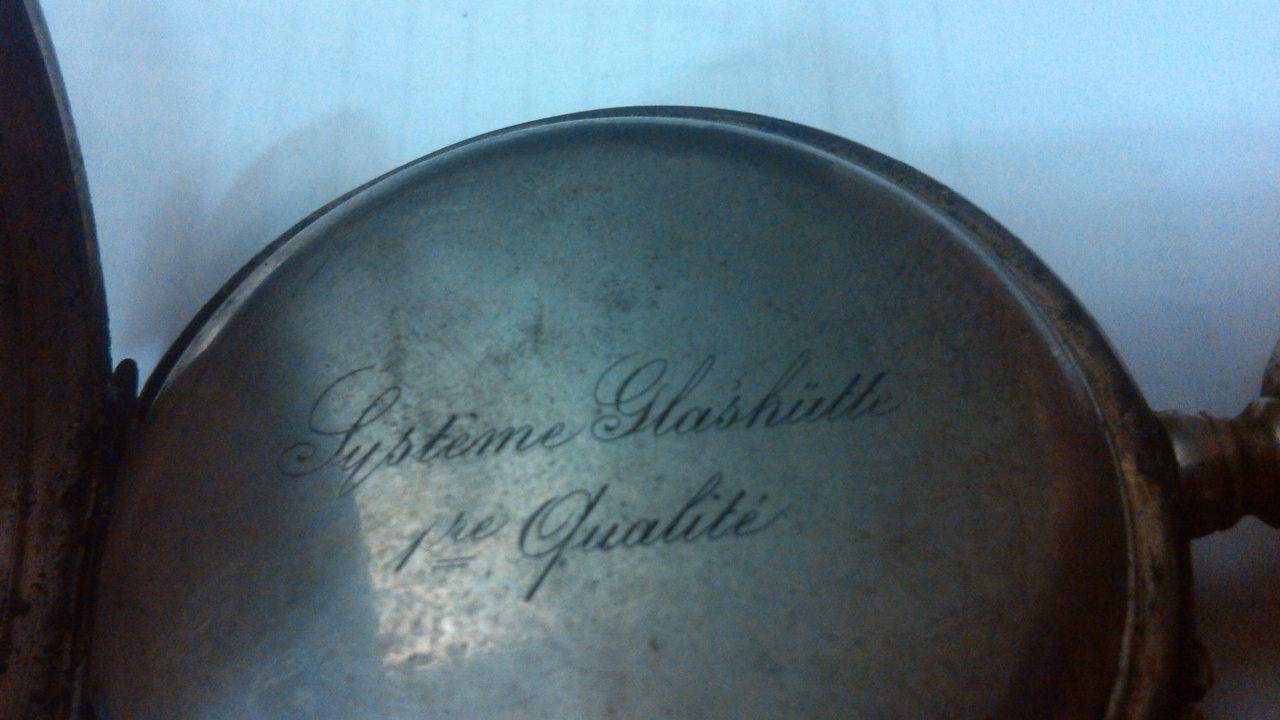 Système Glashütte
1re Qualité